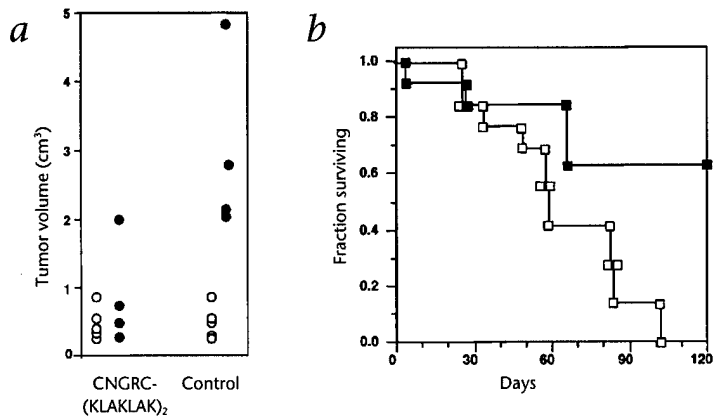 a
b
Tumor volume (cm³)
5
4
3
2
1
0
CNGRC-
(KLAKLAK)₂
Control
Fraction surviving
1.0
0.8
0.6
0.4
0.2
0.0
0
30
60
90
120
Days